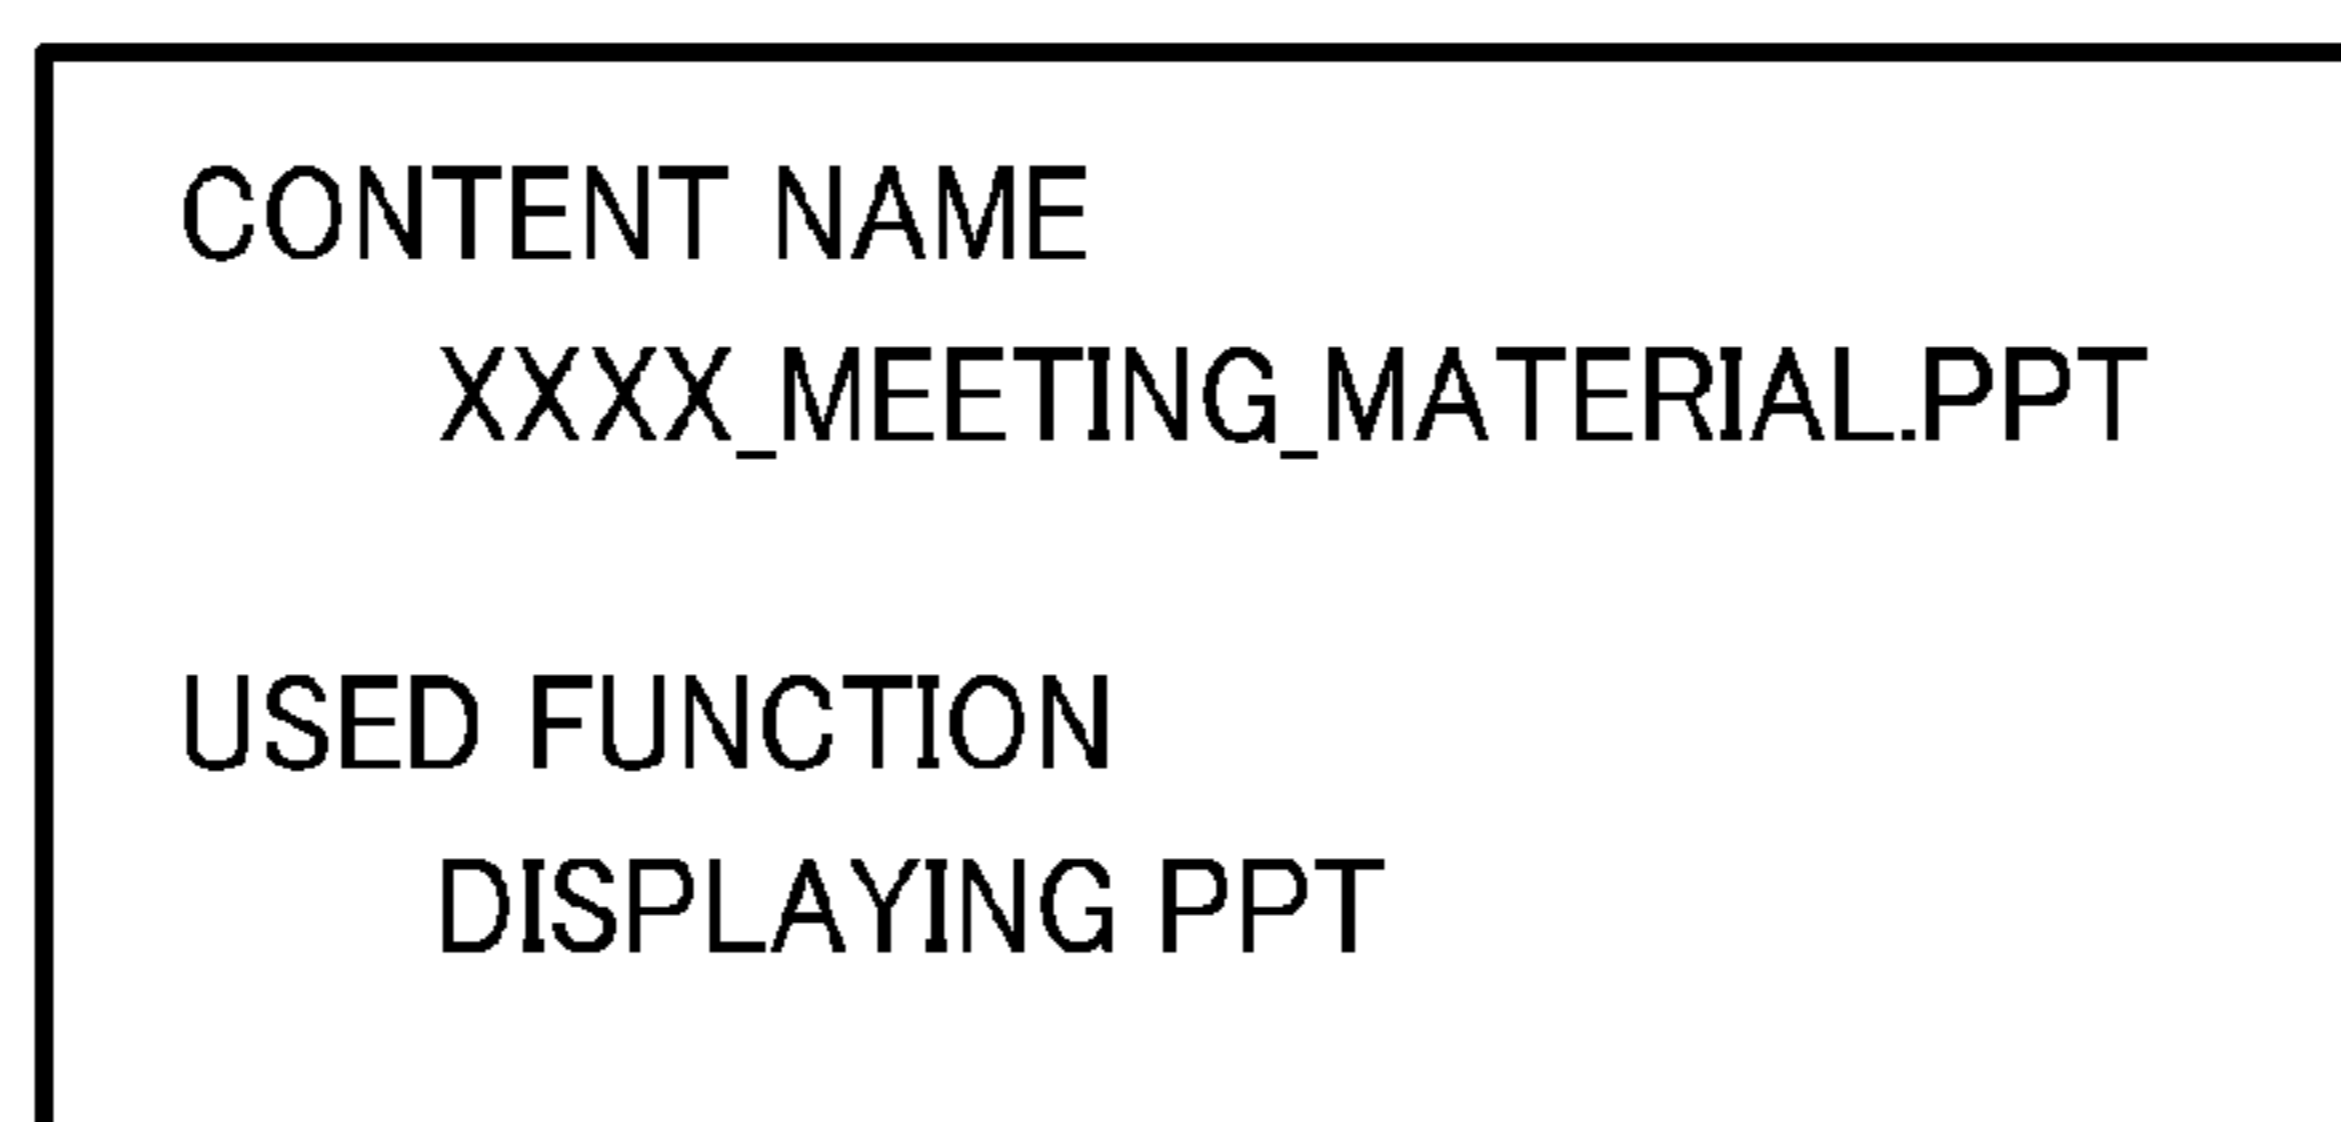 CONTENT NAME
XXXX_MEETING_MATERIAL.PPT
USED FUNCTION
DISPLAYING PPT